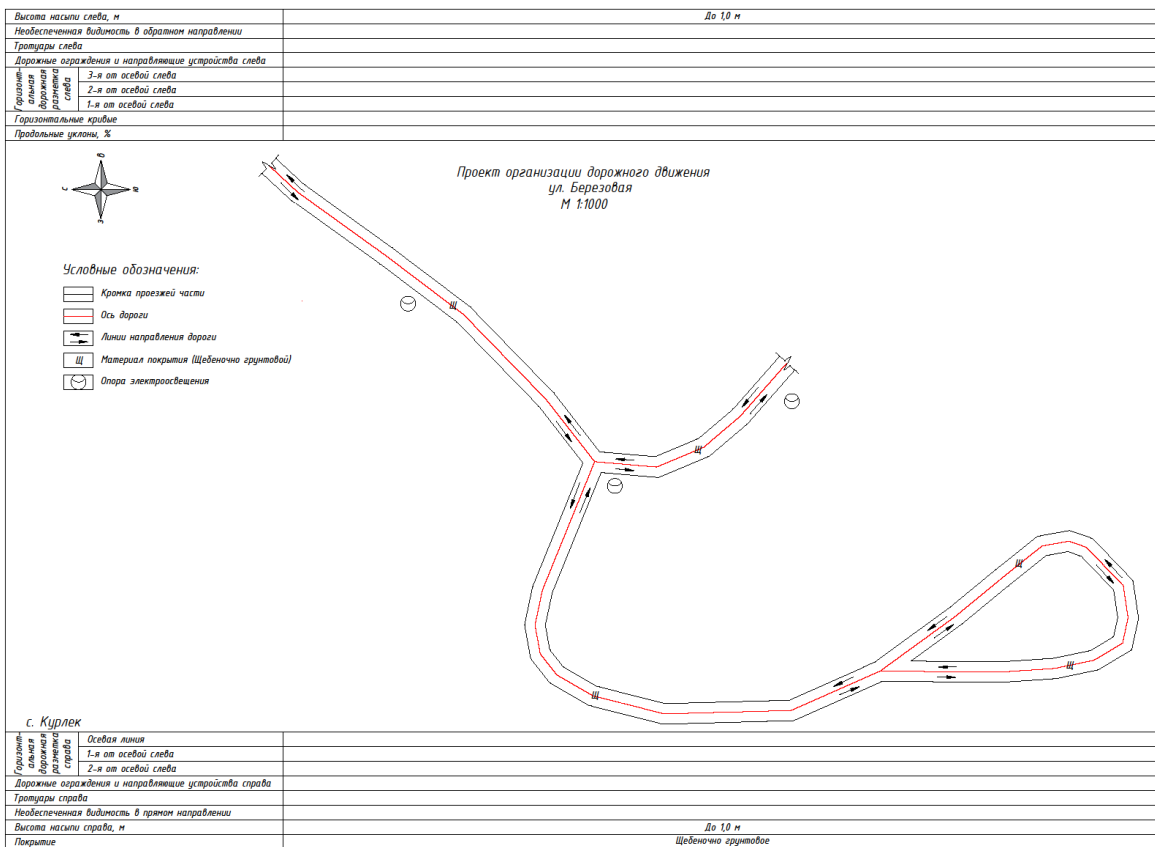 Высота насыпи слева, м
До 1,0 м
Необеспеченная видимость в обратном направлении
Тротуары слева
Дорожные ограждения и направляющие устройства слева
Горизонт-
альная
дорожная
разметка
слева
3-я от осевой слева
2-я от осевой слева
1-я от осевой слева
Горизонтальные кривые
Продольные уклоны, %
В
С
Ю
З
Проект организации дорожного движения
ул. Березовая
М 1:1000
Условные обозначения:
Кромка проезжей части
Ось дороги
Линии направления дороги
Щ
Материал покрытия (Щебеночно грунтовой)
Опора электроосвещения
Щ
Щ
Щ
Щ
Щ
с. Курлек
Горизонт-
альная
дорожная
разметка
справа
Осевая линия
1-я от осевой слева
2-я от осевой слева
Дорожные ограждения и направляющие устройства справа
Тротуары справа
Необеспеченная видимость в прямом направлении
Высота насыпи справа, м
До 1,0 м
Покрытие
Щебеночно грунтовое